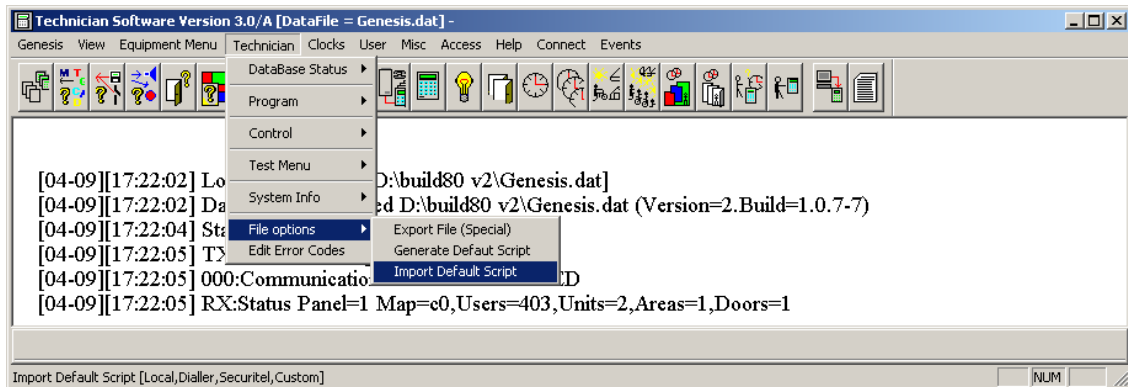 Technician Software Version 3.0/A [DataFile = Genesis.dat] -
Genesis View Equipment Menu Technician Clocks User Misc Access Help Connect Events
DataBase Status
Program
Control
Test Menu
System Info
File options
Edit Error Codes
Export File (Special)
Generate Defaut Script
Import Default Script
[04-09][17:22:02] Lo D:\build80 v2\Genesis.dat]
[04-09][17:22:02] Da ed D:\build80 v2\Genesis.dat (Version=2.Build=1.0.7-7)
[04-09][17:22:04] Sta
[04-09][17:22:05] TX
[04-09][17:22:05] 000:Communicatio ED
[04-09][17:22:05] RX:Status Panel=1 Map=c0,Users=403,Units=2,Areas=1,Doors=1
Import Default Script [Local,Dialler,Securitel,Custom]
NUM